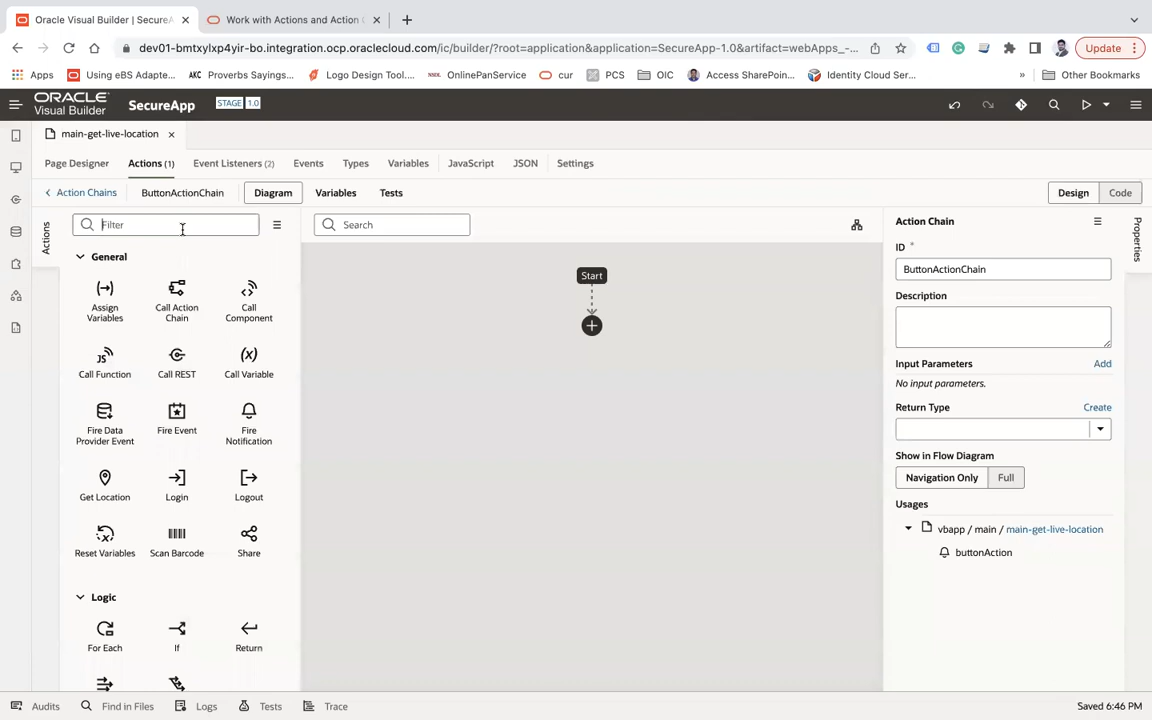 Oracle Visual Builder | SecureA
Work with Actions and Action C
dev01-bmtxylxp4yir-bo.integration.ocp.oraclecloud.com/ic/builder/?root=application&application=SecureApp-1.0&artifact=webApps_-...
Update
Apps
Using eBS Adapte...
AKC Proverbs Sayings...
Logo Design Tool....
OnlinePanService
cur
PCS
OIC
Access SharePoin...
Identity Cloud Ser...
»
Other Bookmarks
ORACLE
Visual Builder
SecureApp
STAGE 1.0
main-get-live-location
Page Designer
Actions (1)
Event Listeners (2)
Events
Types
Variables
JavaScript
JSON
Settings
Action Chains
ButtonActionChain
Diagram
Variables
Tests
Design
Code
Actions
Filter
Search
General
Assign Variables
Call Action Chain
Call Component
JS
Call Function
Call REST
(x)
Call Variable
Fire Data Provider Event
Fire Event
Fire Notification
Get Location
Login
Logout
Reset Variables
Scan Barcode
Share
Logic
For Each
If
Return
Start
Action Chain
ID *
ButtonActionChain
Description
Input Parameters
Add
No input parameters.
Return Type
Create
Show in Flow Diagram
Navigation Only
Full
Usages
vbapp / main / main-get-live-location
buttonAction
Properties
Audits
Find in Files
Logs
Tests
Trace
Saved 6:46 PM